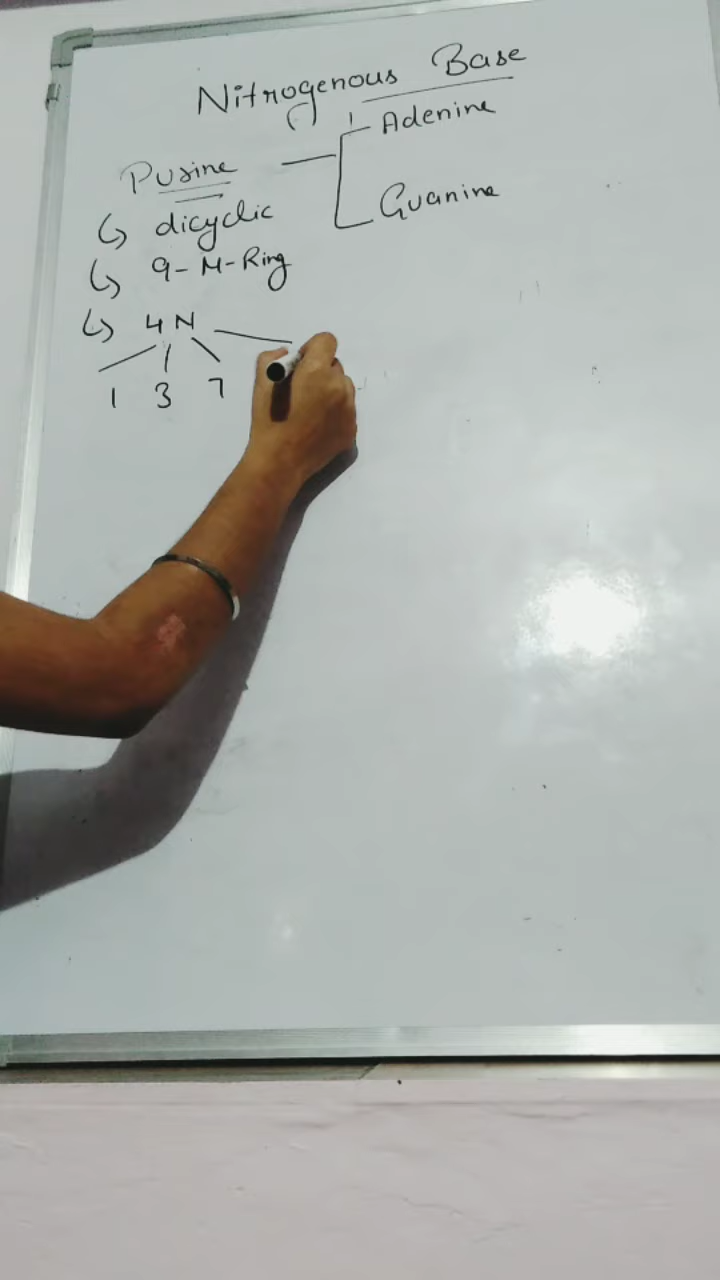 Nitrogenous Base
Purine
Adenine
Guanine
dicyclic
9-M-Ring
4 N
1 3 7